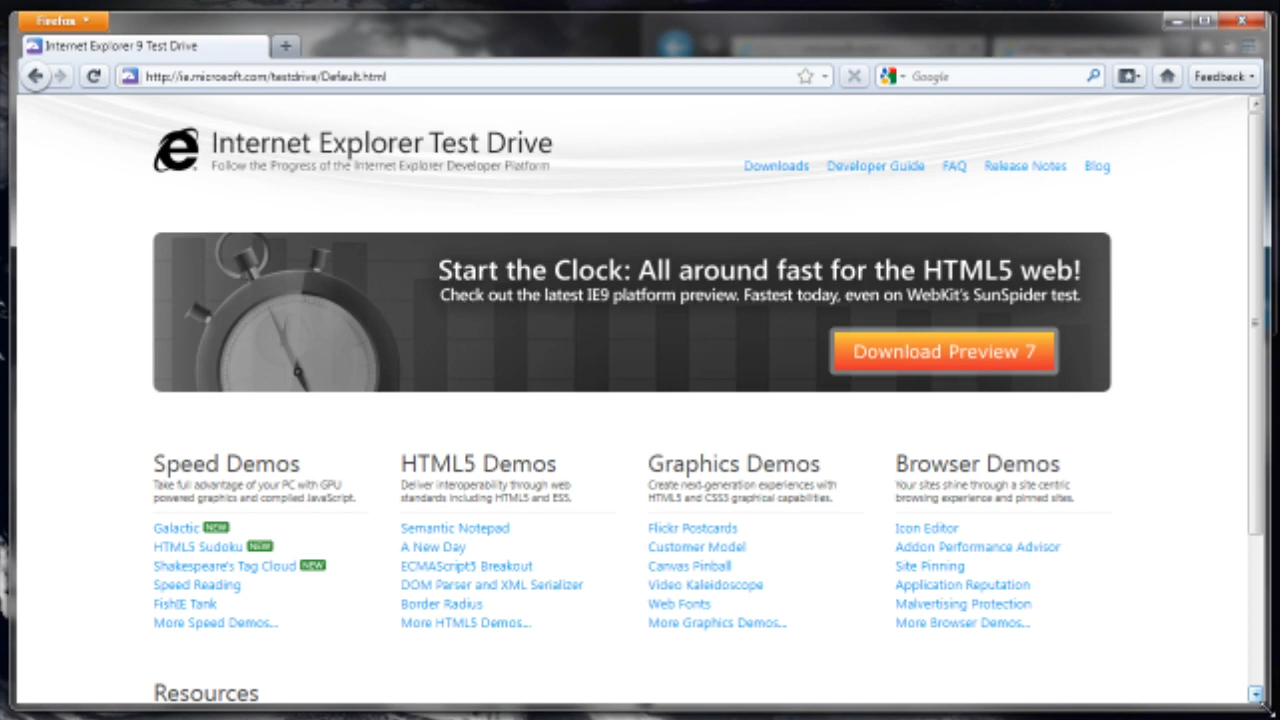 Firefox
Internet Explorer 9 Test Drive
http://ie.microsoft.com/testdrive/Default.html
Google
Feedback
Internet Explorer Test Drive
Follow the Progress of the Internet Explorer Developer Platform
Downloads Developer Guide FAQ Release Notes Blog
Start the Clock: All around fast for the HTML5 web!
Check out the latest IE9 platform preview. Fastest today, even on WebKit's SunSpider test.
Download Preview 7
Speed Demos
Take full advantage of your PC with GPU
powered graphics and compiled JavaScript.
Galactic NEW
HTML5 Sudoku NEW
Shakespeare's Tag Cloud NEW
Speed Reading
FishIE Tank
More Speed Demos...
HTML5 Demos
Deliver interoperability through web
standards including HTML5 and ES5.
Semantic Notepad
A New Day
ECMAScript5 Breakout
DOM Parser and XML Serializer
Border Radius
More HTML5 Demos...
Graphics Demos
Create next-generation experiences with
HTML5 and CSS3 graphical capabilities.
Flickr Postcards
Customer Model
Canvas Pinball
Video Kaleidoscope
Web Fonts
More Graphics Demos...
Browser Demos
Your sites shine through a site centric
browsing experience and pinned sites.
Icon Editor
Addon Performance Advisor
Site Pinning
Application Reputation
Malvertising Protection
More Browser Demos...
Resources